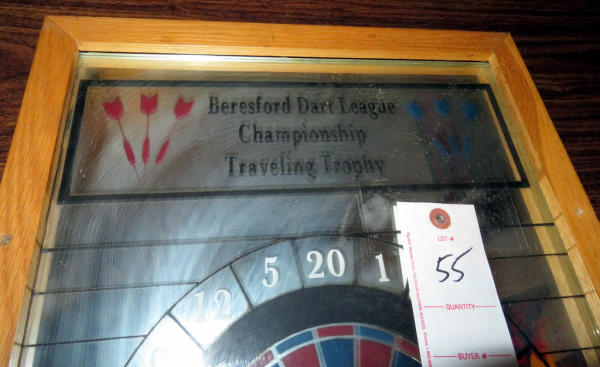 Beresford Dart League
Championship
Traveling Trophy
12 5 20 1
LOT #
55
QUANTITY
BUYER #